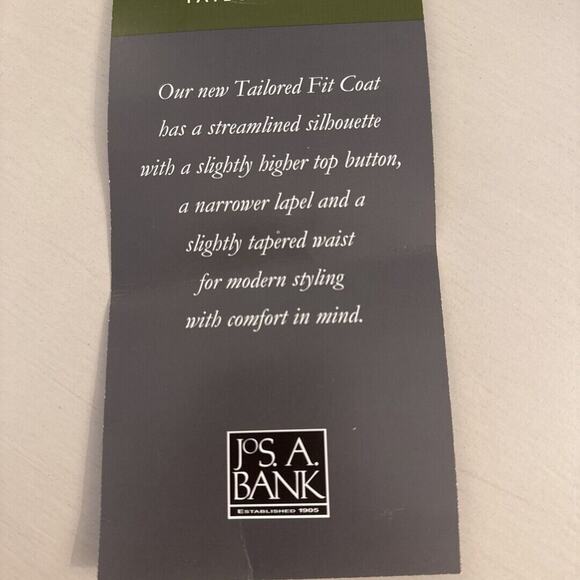 Our new Tailored Fit Coat
has a streamlined silhouette
with a slightly higher top button,
a narrower lapel and a
slightly tapered waist
for modern styling
with comfort in mind.
JOS. A.
BANK
ESTABLISHED 1905